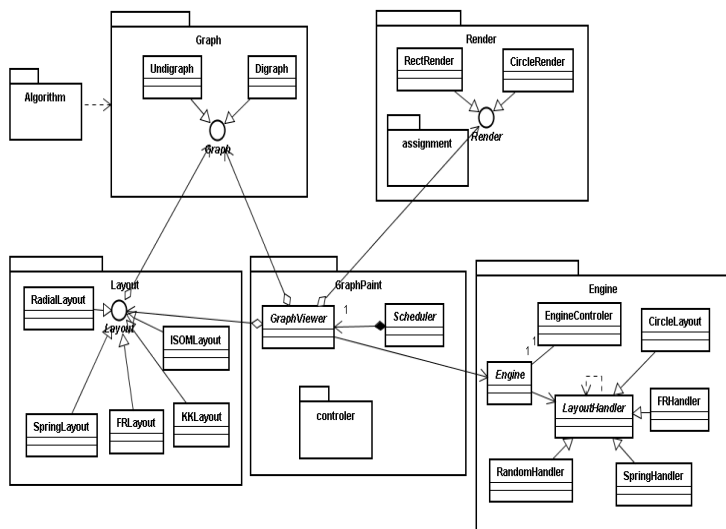 Graph
Undigraph
Digraph
Graph
Algorithm
Render
RectRender
CircleRender
Render
assignment
Layout
RadialLayout
Layout
ISOMLayout
SpringLayout
FRLayout
KKLayout
GraphPaint
GraphViewer
1
Scheduler
controler
Engine
EngineControler
1
1
Engine
CircleLayout
LayoutHandler
FRHandler
RandomHandler
SpringHandler